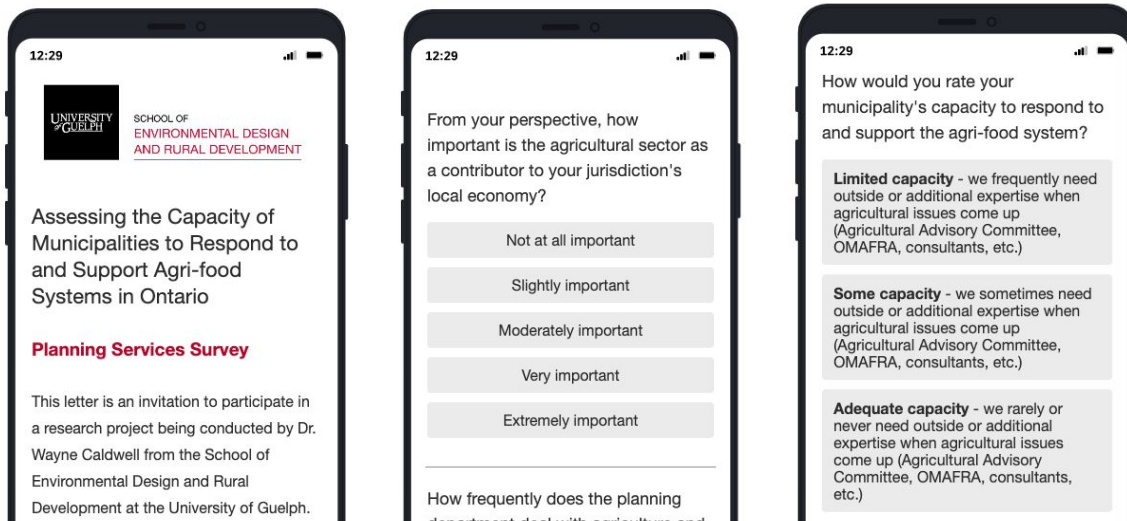 12:29
UNIVERSITY
of GUELPH
SCHOOL OF
ENVIRONMENTAL DESIGN
AND RURAL DEVELOPMENT
Assessing the Capacity of
Municipalities to Respond to
and Support Agri-food
Systems in Ontario
Planning Services Survey
This letter is an invitation to participate in
a research project being conducted by Dr.
Wayne Caldwell from the School of
Environmental Design and Rural
Development at the University of Guelph.
12:29
From your perspective, how
important is the agricultural sector as
a contributor to your jurisdiction's
local economy?
Not at all important
Slightly important
Moderately important
Very important
Extremely important
How frequently does the planning
department deal with agriculture and
12:29
How would you rate your
municipality's capacity to respond to
and support the agri-food system?
Limited capacity - we frequently need
outside or additional expertise when
agricultural issues come up
(Agricultural Advisory Committee,
OMAFRA, consultants, etc.)
Some capacity - we sometimes need
outside or additional expertise when
agricultural issues come up
(Agricultural Advisory Committee,
OMAFRA, consultants, etc.)
Adequate capacity - we rarely or
never need outside or additional
expertise when agricultural issues
come up (Agricultural Advisory
Committee, OMAFRA, consultants,
etc.)